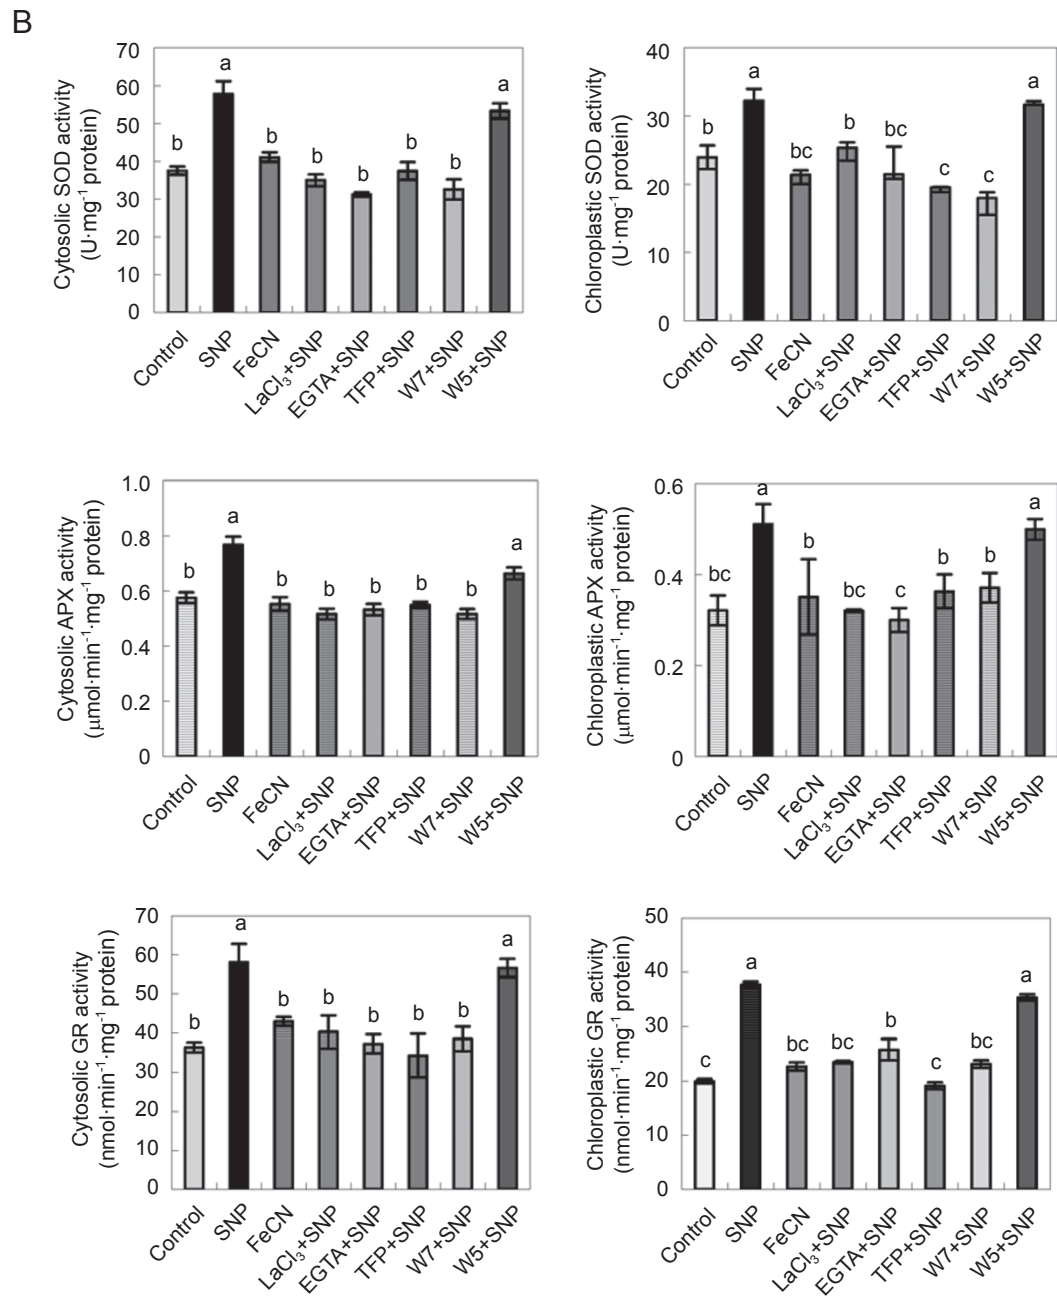 B
Cytosolic SOD activity
(U·mg⁻¹ protein)
70
60
50
40
30
20
10
0
b
a
b
b
b
b
b
a
Control
SNP
FeCN
LaCl₃+SNP
EGTA+SNP
TFP+SNP
W7+SNP
W5+SNP
Chloroplastic SOD activity
(U·mg⁻¹ protein)
40
30
20
10
0
b
a
bc
b
bc
c
c
a
Control
SNP
FeCN
LaCl₃+SNP
EGTA+SNP
TFP+SNP
W7+SNP
W5+SNP
Cytosolic APX activity
(μmol·min⁻¹·mg⁻¹ protein)
1.0
0.8
0.6
0.4
0.2
0
b
a
b
b
b
b
b
a
Control
SNP
FeCN
LaCl₃+SNP
EGTA+SNP
TFP+SNP
W7+SNP
W5+SNP
Chloroplastic APX activity
(μmol·min⁻¹·mg⁻¹ protein)
0.6
0.4
0.2
0
bc
a
b
bc
c
b
b
a
Control
SNP
FeCN
LaCl₃+SNP
EGTA+SNP
TFP+SNP
W7+SNP
W5+SNP
Cytosolic GR activity
(nmol·min⁻¹·mg⁻¹ protein)
70
60
50
40
30
20
10
0
b
a
b
b
b
b
b
a
Control
SNP
FeCN
LaCl₃+SNP
EGTA+SNP
TFP+SNP
W7+SNP
W5+SNP
Chloroplastic GR activity
(nmol·min⁻¹·mg⁻¹ protein)
50
40
30
20
10
0
c
a
bc
bc
b
c
bc
a
Control
SNP
FeCN
LaCl₃+SNP
EGTA+SNP
TFP+SNP
W7+SNP
W5+SNP